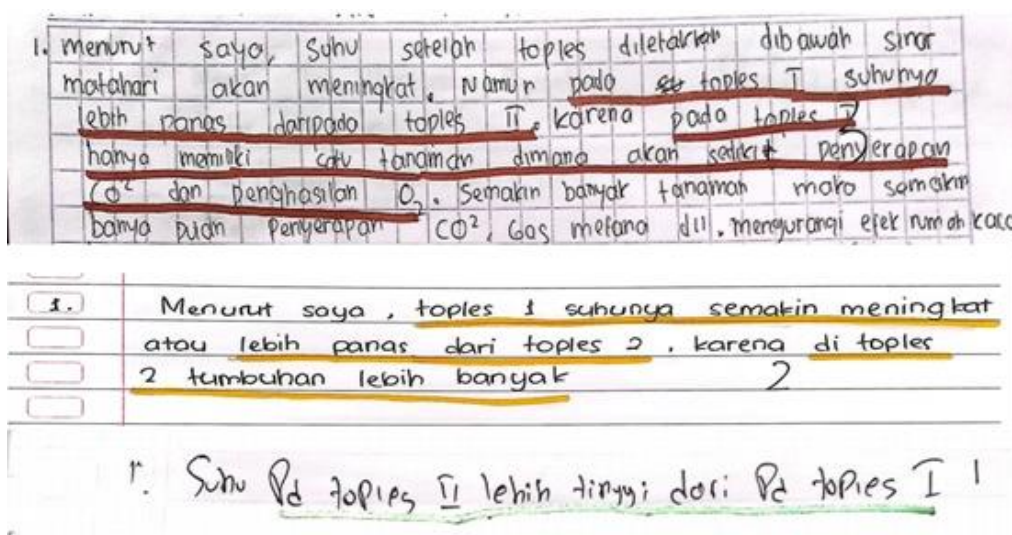 1. menurut saya, Suhu setelah toples diletakkan dibawah sinar
matahari akan meningkat. Namun pada toples I suhunya
lebih panas daripada toples II. karena pada toples I
hanya memiliki satu tanaman dimana akan sedikit penyerapan
CO² dan penghasilan O₂. Semakin banyak tanaman maka semakin
banya puan Penyerapan CO², Gas metana dll. mengurangi efek rumah kaca
3
1. Menurut saya, toples 1 suhunya semakin meningkat
atau lebih panas dari toples 2. karena di toples
2 tumbuhan lebih banyak 2
1. Suhu Pd toples II lebih tinggi dari Pd toples I 1